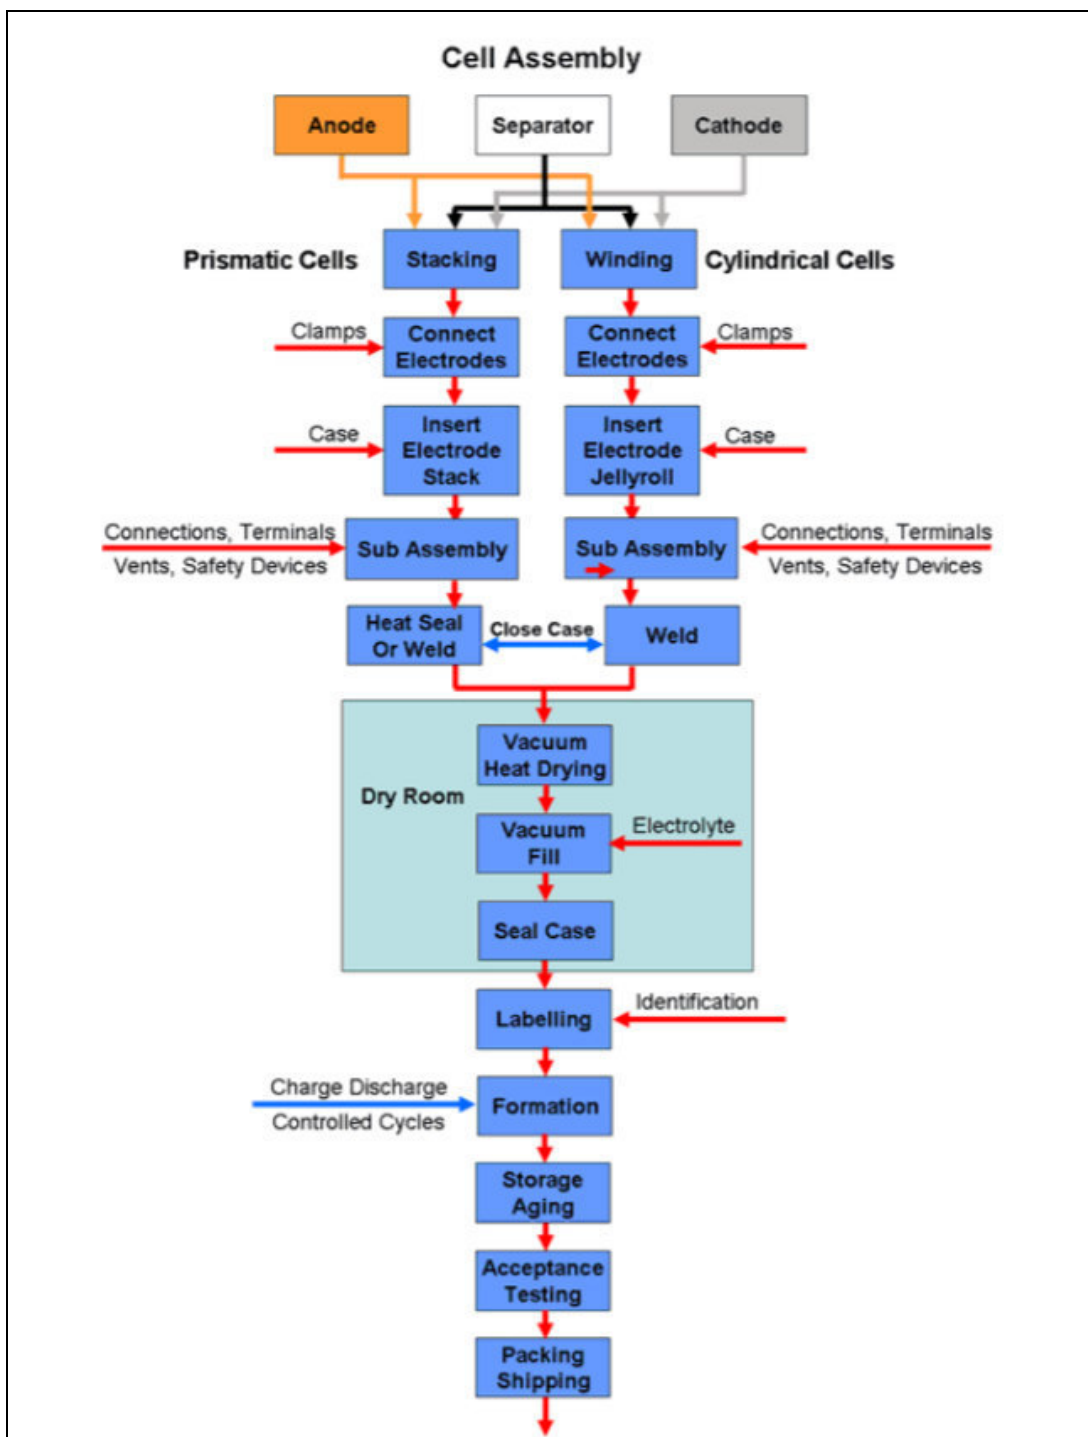 Cell Assembly
Anode
Separator
Cathode
Prismatic Cells
Stacking
Winding
Cylindrical Cells
Clamps
Connect
Electrodes
Connect
Electrodes
Clamps
Case
Insert
Electrode
Stack
Insert
Electrode
Jellyroll
Case
Connections, Terminals
Vents, Safety Devices
Sub Assembly
Sub Assembly
Connections, Terminals
Vents, Safety Devices
Heat Seal
Or Weld
Close Case
Weld
Dry Room
Vacuum
Heat Drying
Vacuum
Fill
Electrolyte
Seal Case
Labelling
Identification
Charge Discharge
Controlled Cycles
Formation
Storage
Aging
Acceptance
Testing
Packing
Shipping